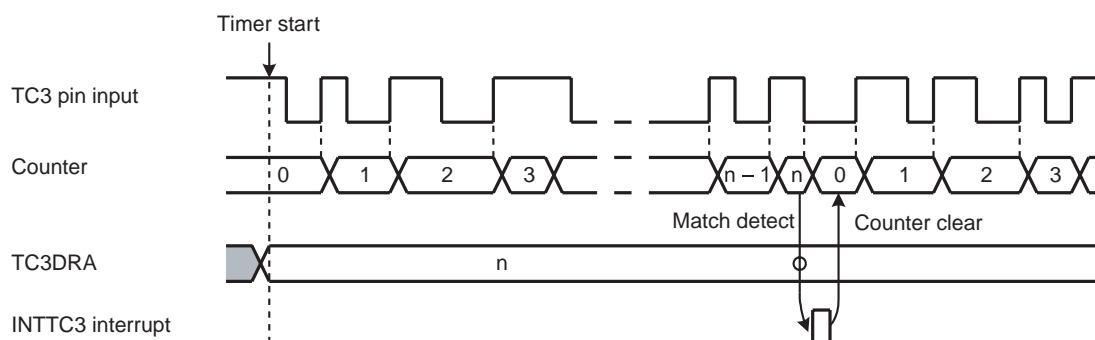 Timer start
TC3 pin input
Counter
0 1 2 3 n – 1 n 0 1 2 3
Match detect Counter clear
TC3DRA
n
INTTC3 interrupt